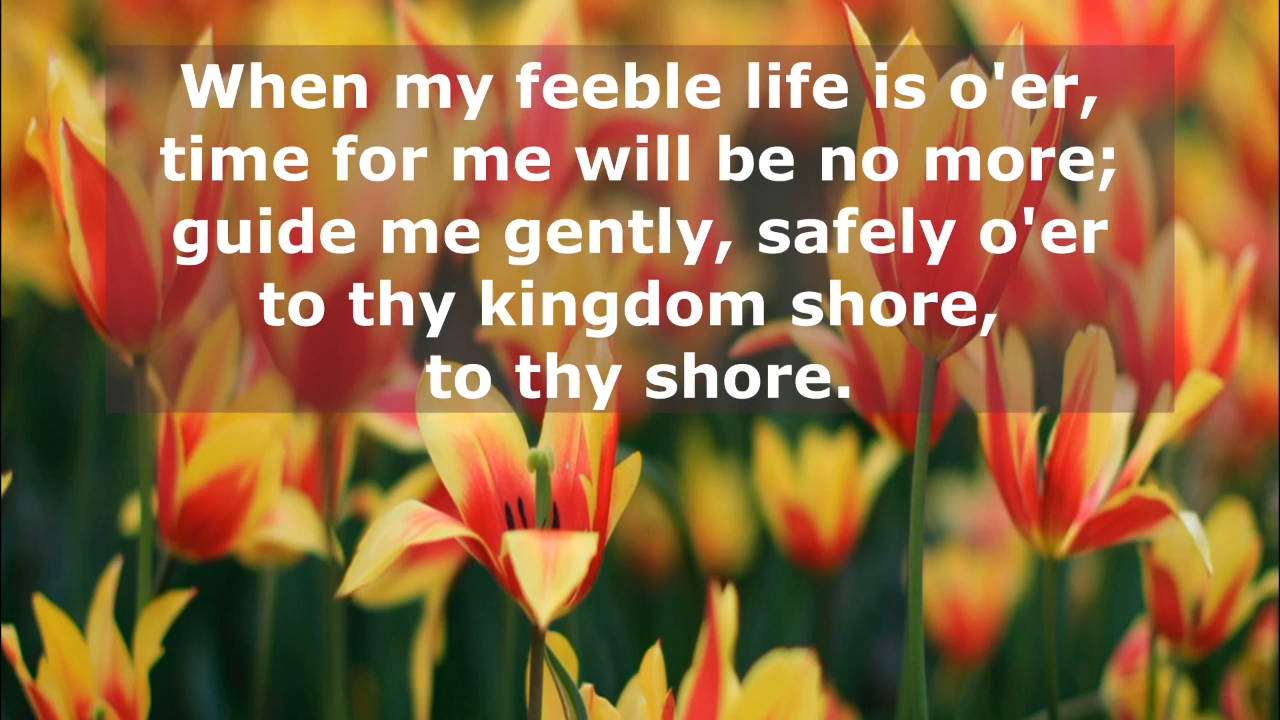 When my feeble life is o'er,
time for me will be no more;
guide me gently, safely o'er
to thy kingdom shore,
to thy shore.